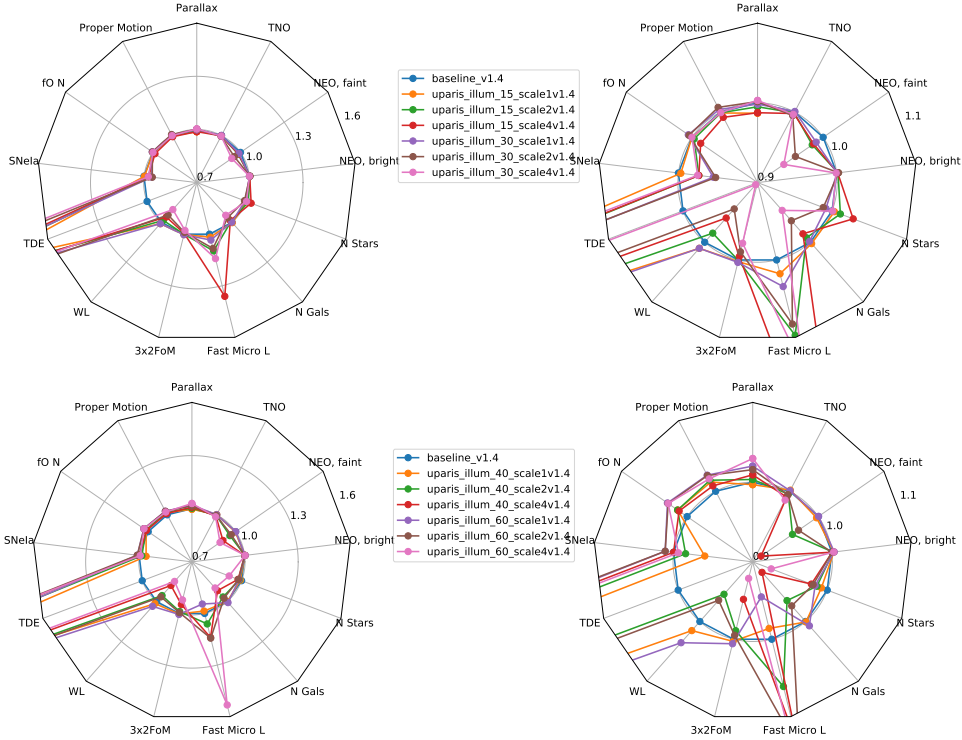 Parallax
TNO
NEO, faint
NEO, bright
N Stars
N Gals
Fast Micro L
3x2FoM
WL
TDE
SNeIa
fO N
Proper Motion
0.7
1.0
1.3
1.6
baseline_v1.4
uparis_illum_15_scale1v1.4
uparis_illum_15_scale2v1.4
uparis_illum_15_scale4v1.4
uparis_illum_30_scale1v1.4
uparis_illum_30_scale2v1.4
uparis_illum_30_scale4v1.4
Parallax
TNO
NEO, faint
NEO, bright
N Stars
N Gals
Fast Micro L
3x2FoM
WL
TDE
SNeIa
fO N
Proper Motion
0.9
1.0
1.1
Parallax
TNO
NEO, faint
NEO, bright
N Stars
N Gals
Fast Micro L
3x2FoM
WL
TDE
SNeIa
fO N
Proper Motion
0.7
1.0
1.3
1.6
baseline_v1.4
uparis_illum_40_scale1v1.4
uparis_illum_40_scale2v1.4
uparis_illum_40_scale4v1.4
uparis_illum_60_scale1v1.4
uparis_illum_60_scale2v1.4
uparis_illum_60_scale4v1.4
Parallax
TNO
NEO, faint
NEO, bright
N Stars
N Gals
Fast Micro L
3x2FoM
WL
TDE
SNeIa
fO N
Proper Motion
0.9
1.0
1.1